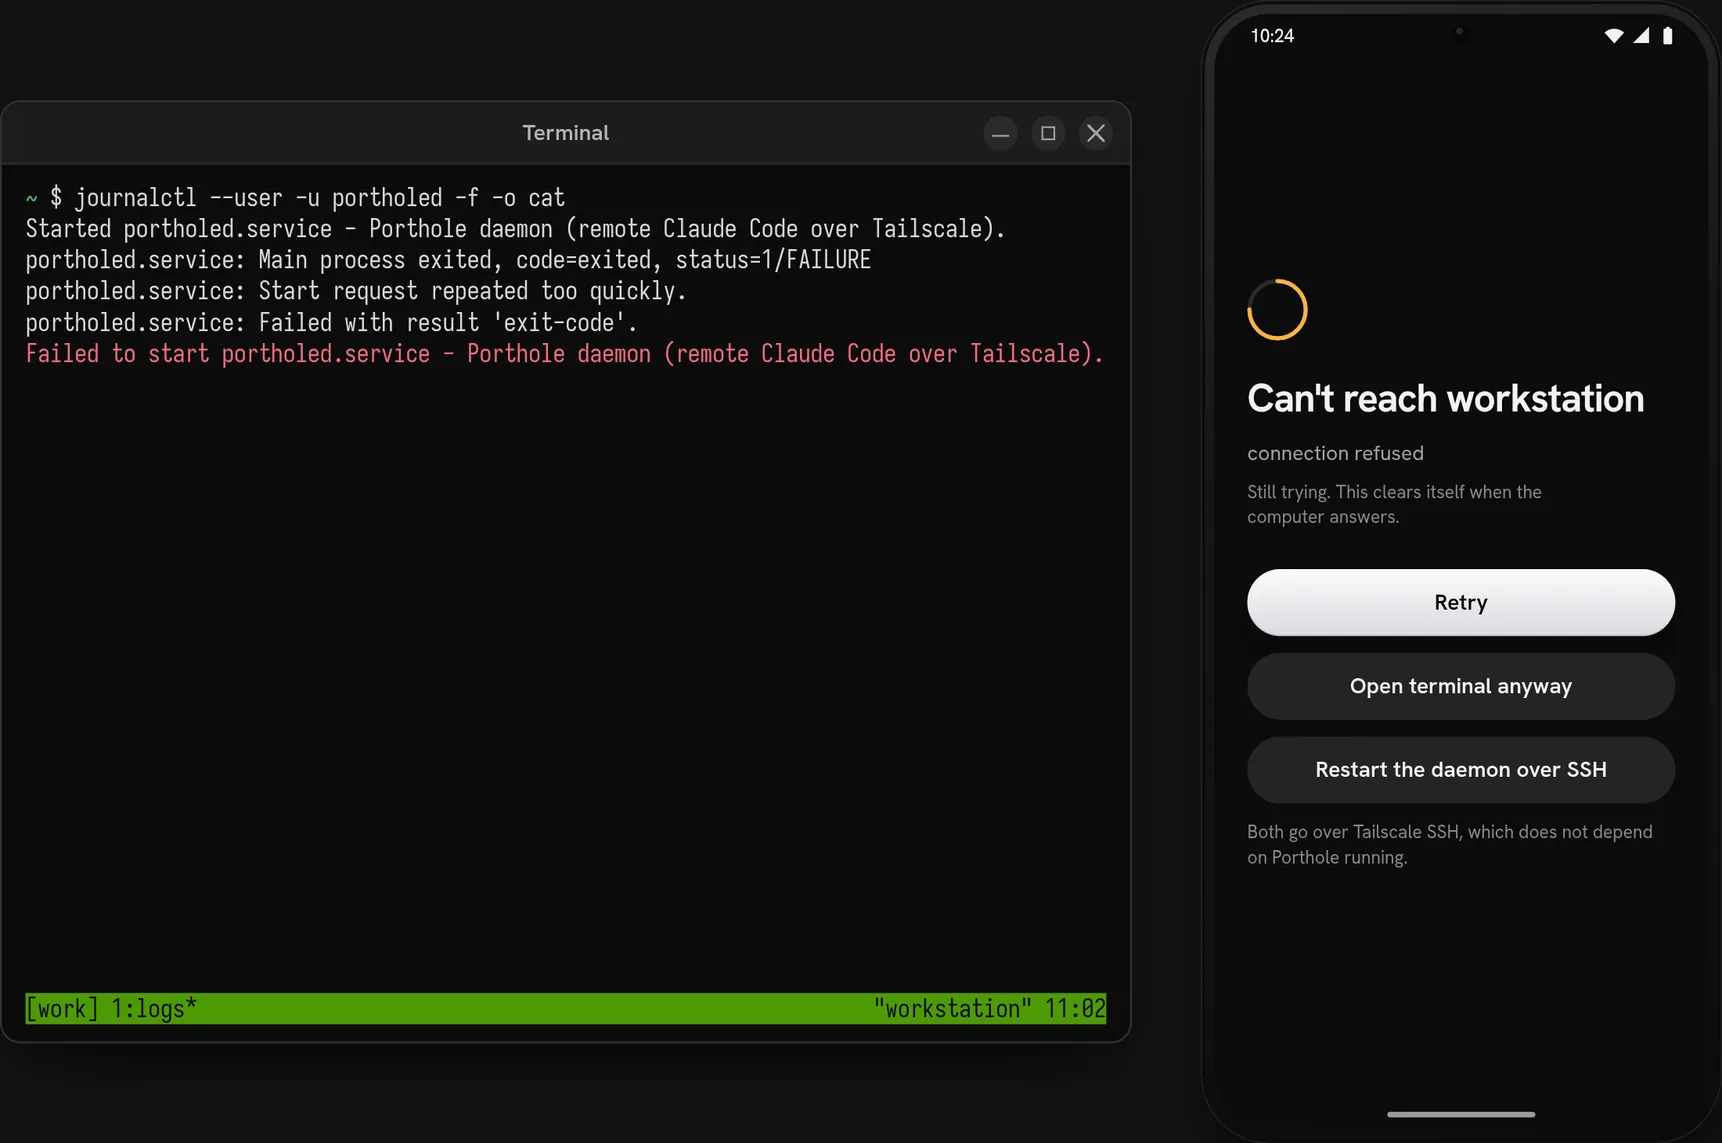 Terminal
~ $ journalctl --user -u portholed -f -o cat
Started portholed.service - Porthole daemon (remote Claude Code over Tailscale).
portholed.service: Main process exited, code=exited, status=1/FAILURE
portholed.service: Start request repeated too quickly.
portholed.service: Failed with result 'exit-code'.
Failed to start portholed.service - Porthole daemon (remote Claude Code over Tailscale).
[work] 1:logs* "workstation" 11:02
10:24
Can't reach workstation
connection refused
Still trying. This clears itself when the
computer answers.
Retry
Open terminal anyway
Restart the daemon over SSH
Both go over Tailscale SSH, which does not depend
on Porthole running.